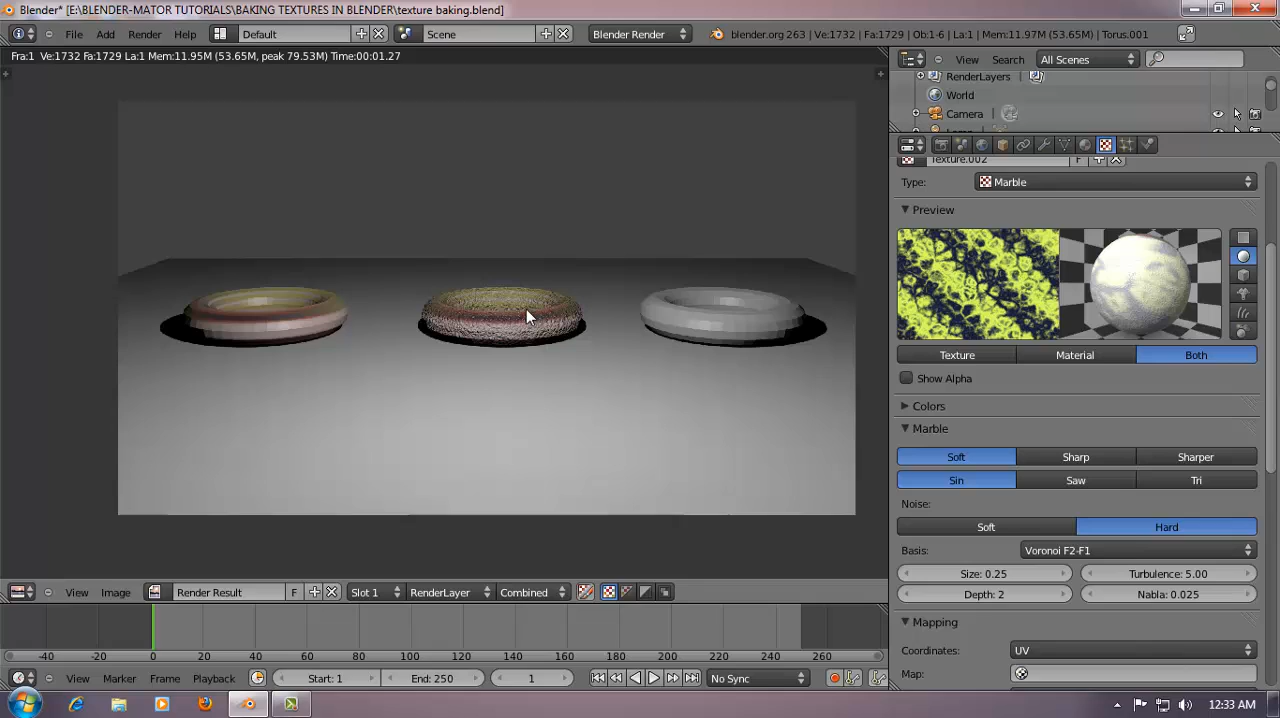 Blender* [E:\BLENDER-MATOR TUTORIALS\BAKING TEXTURES IN BLENDER\texture baking.blend]
File Add Render Help Default Scene Blender Render blender.org 263 | Ve:1732 | Fa:1729 | Ob:1-6 | La:1 | Mem:11.97M (53.65M) | Torus.001
Fra:1 Ve:1732 Fa:1729 La:1 Mem:11.95M (53.65M, peak 79.53M) Time:00:01.27
View Search All Scenes
RenderLayers
World
Camera
Texture.002 F
Type: Marble
Preview
Texture Material Both
Show Alpha
Colors
Marble
Soft Sharp Sharper
Sin Saw Tri
Noise:
Soft Hard
Basis: Voronoi F2-F1
Size: 0.25 Turbulence: 5.00
Depth: 2 Nabla: 0.025
Mapping
Coordinates: UV
Map:
View Image Render Result F Slot 1 RenderLayer Combined
-40 -20 0 20 40 60 80 100 120 140 160 180 200 220 240 260
View Marker Frame Playback Start: 1 End: 250 1 No Sync
12:33 AM